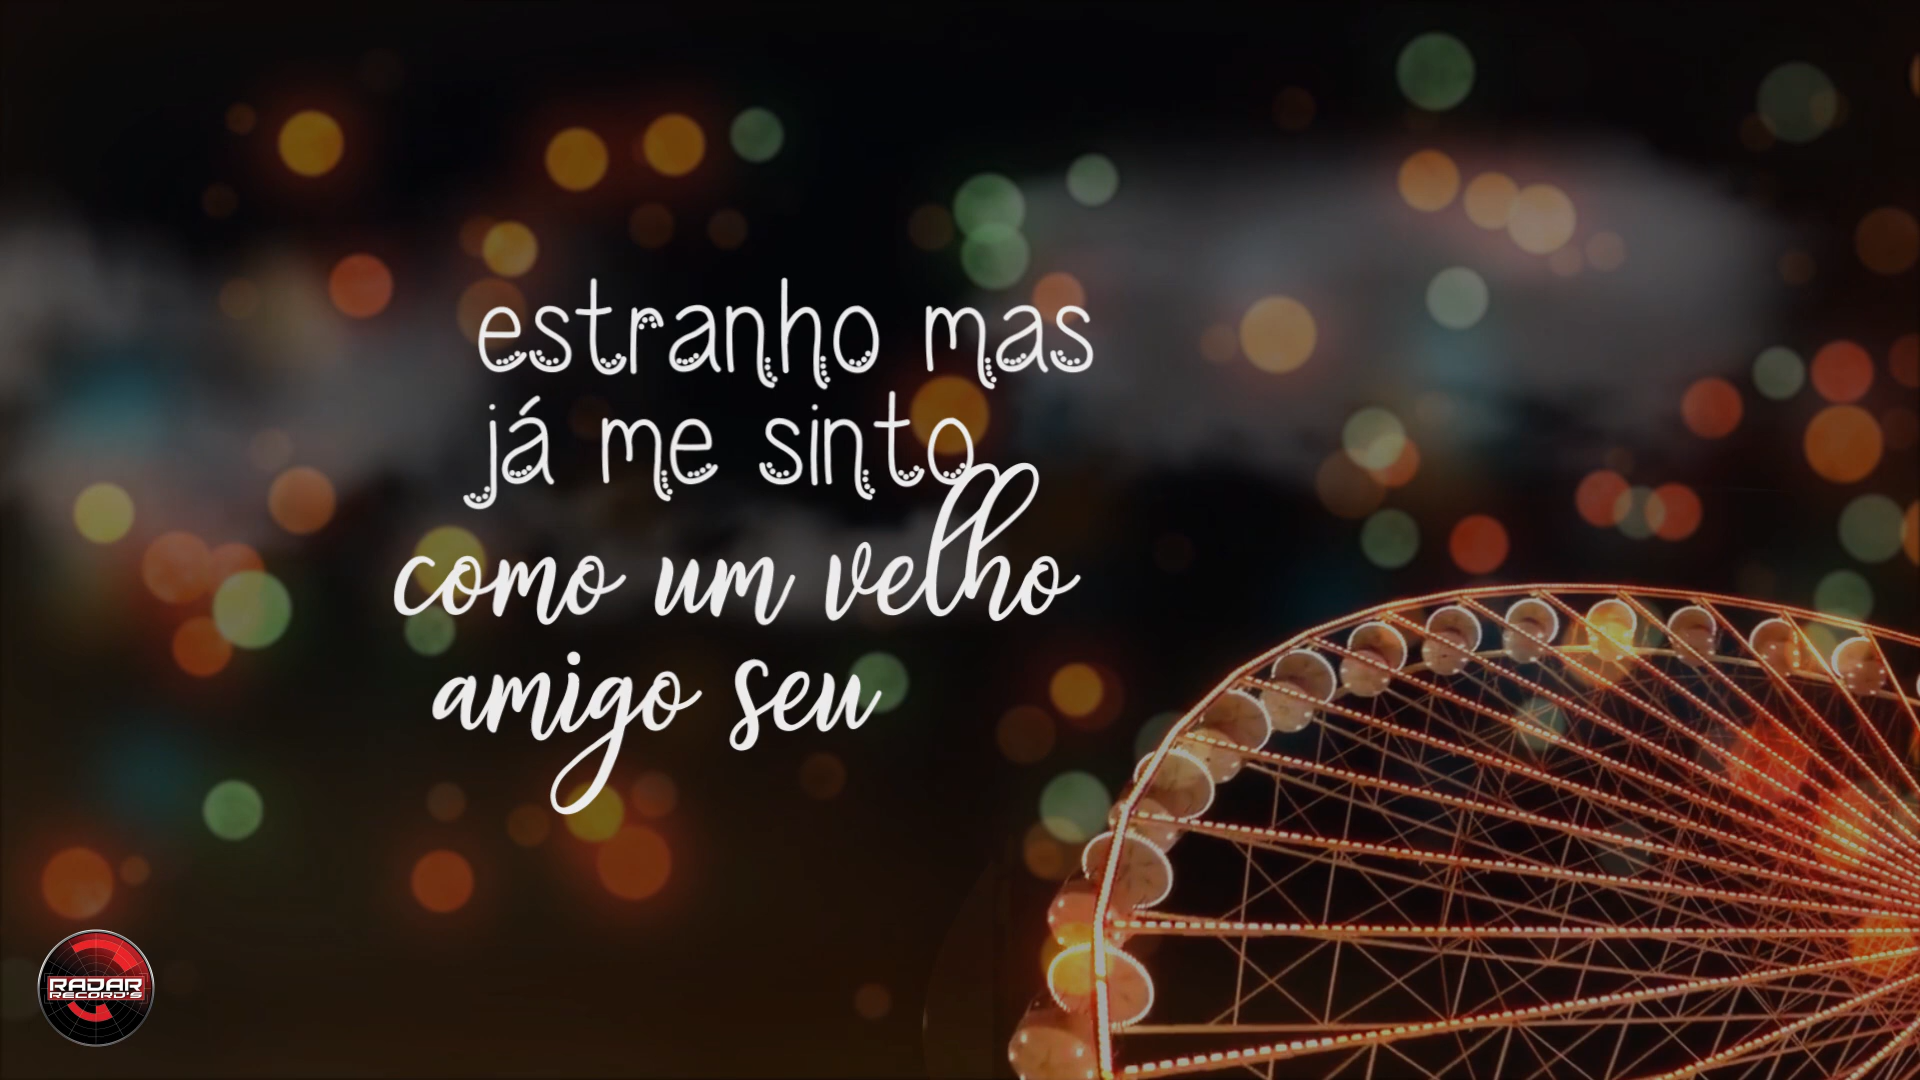 estranho mas
já me sinto
como um velho
amigo seu
RADAR
RECORD'S